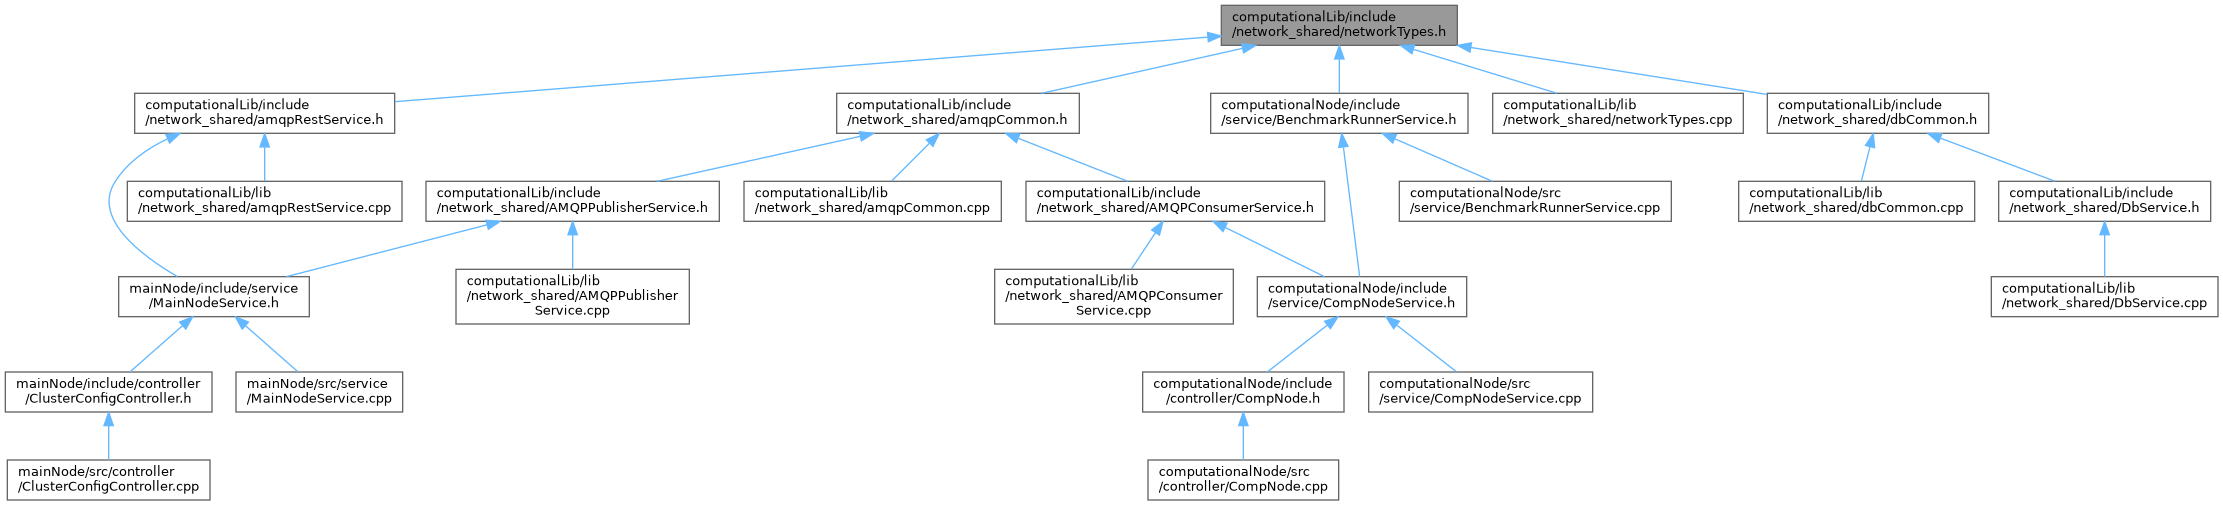 computationalLib/include
/network_shared/networkTypes.h
computationalLib/include
/network_shared/amqpRestService.h
computationalLib/include
/network_shared/amqpCommon.h
computationalNode/include
/service/BenchmarkRunnerService.h
computationalLib/lib
/network_shared/networkTypes.cpp
computationalLib/include
/network_shared/dbCommon.h
computationalLib/lib
/network_shared/amqpRestService.cpp
computationalLib/include
/network_shared/AMQPPublisherService.h
computationalLib/lib
/network_shared/amqpCommon.cpp
computationalLib/include
/network_shared/AMQPConsumerService.h
computationalNode/src
/service/BenchmarkRunnerService.cpp
computationalLib/lib
/network_shared/dbCommon.cpp
computationalLib/include
/network_shared/DbService.h
mainNode/include/service
/MainNodeService.h
computationalLib/lib
/network_shared/AMQPPublisher
Service.cpp
computationalLib/lib
/network_shared/AMQPConsumer
Service.cpp
computationalNode/include
/service/CompNodeService.h
computationalLib/lib
/network_shared/DbService.cpp
mainNode/include/controller
/ClusterConfigController.h
mainNode/src/service
/MainNodeService.cpp
computationalNode/include
/controller/CompNode.h
computationalNode/src
/service/CompNodeService.cpp
mainNode/src/controller
/ClusterConfigController.cpp
computationalNode/src
/controller/CompNode.cpp